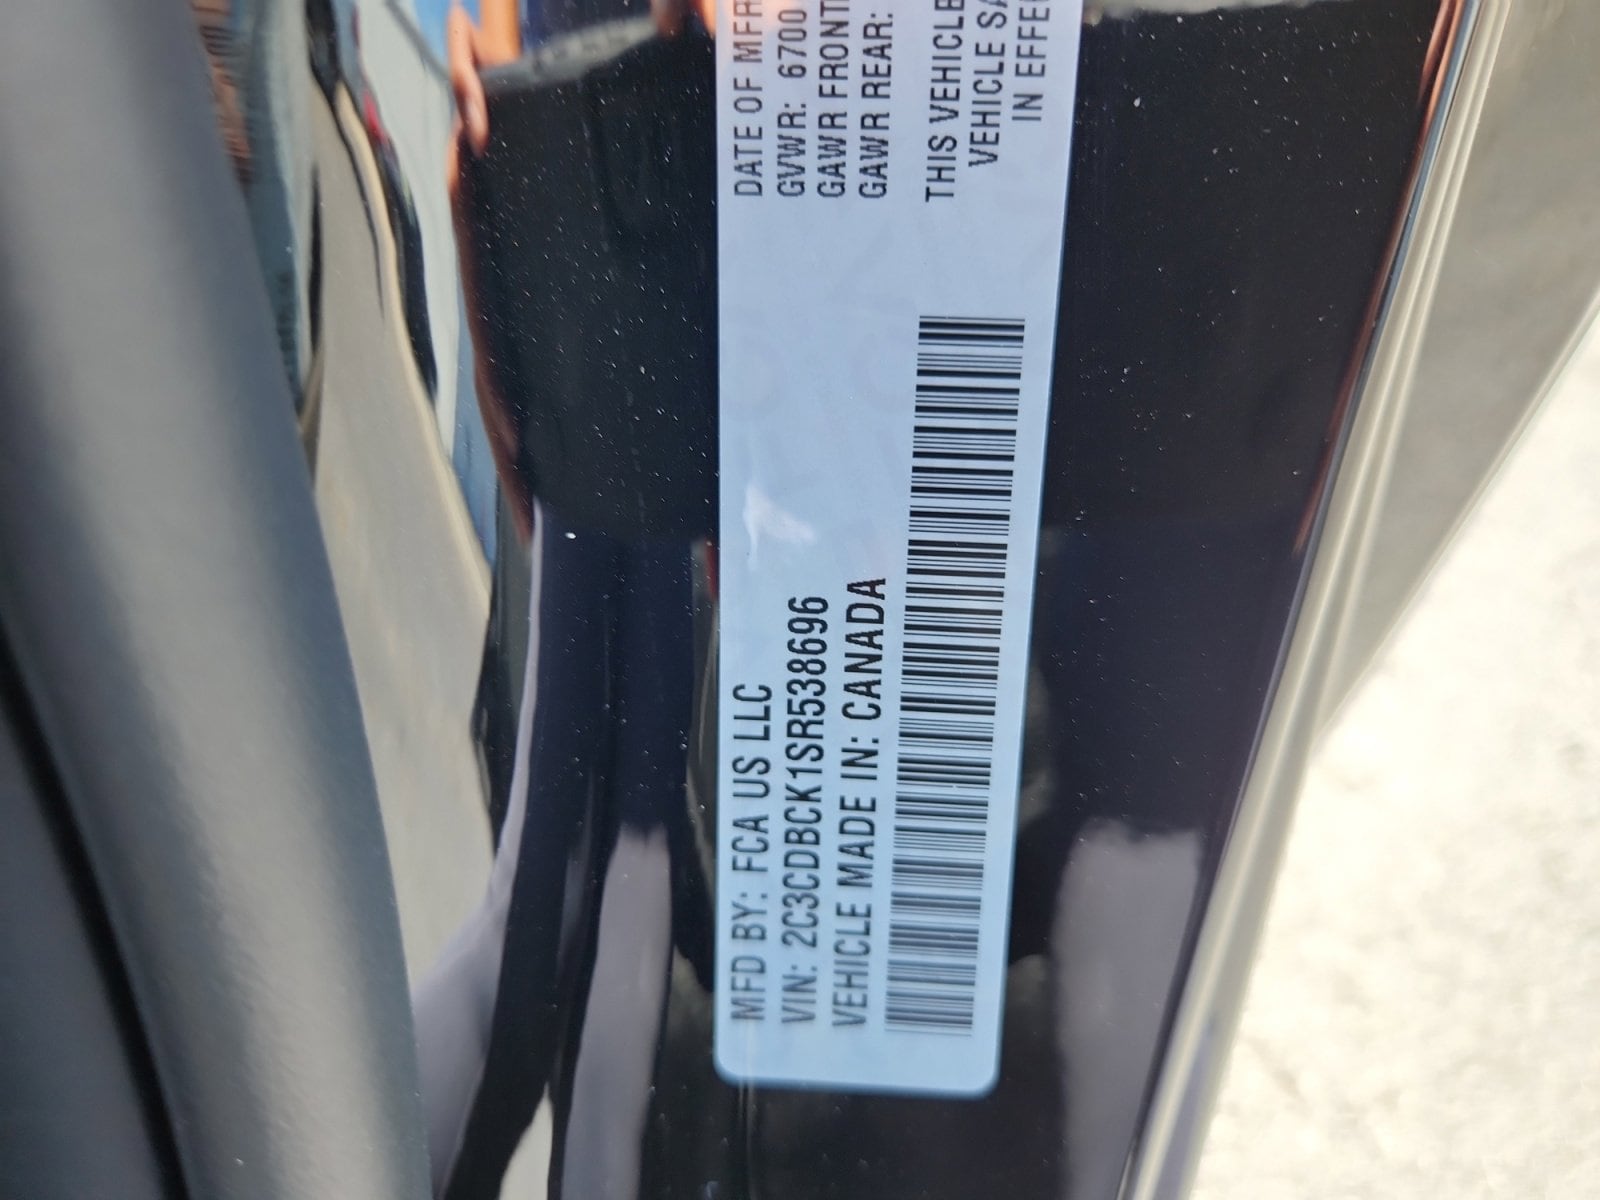 MFD BY: FCA US LLC
VIN: 2C3CDBCK1SR538696
VEHICLE MADE IN: CANADA
DATE OF MFR
GVWR: 6700
GAWR FRONT
GAWR REAR:
THIS VEHICLE
VEHICLE SA
IN EFFEC